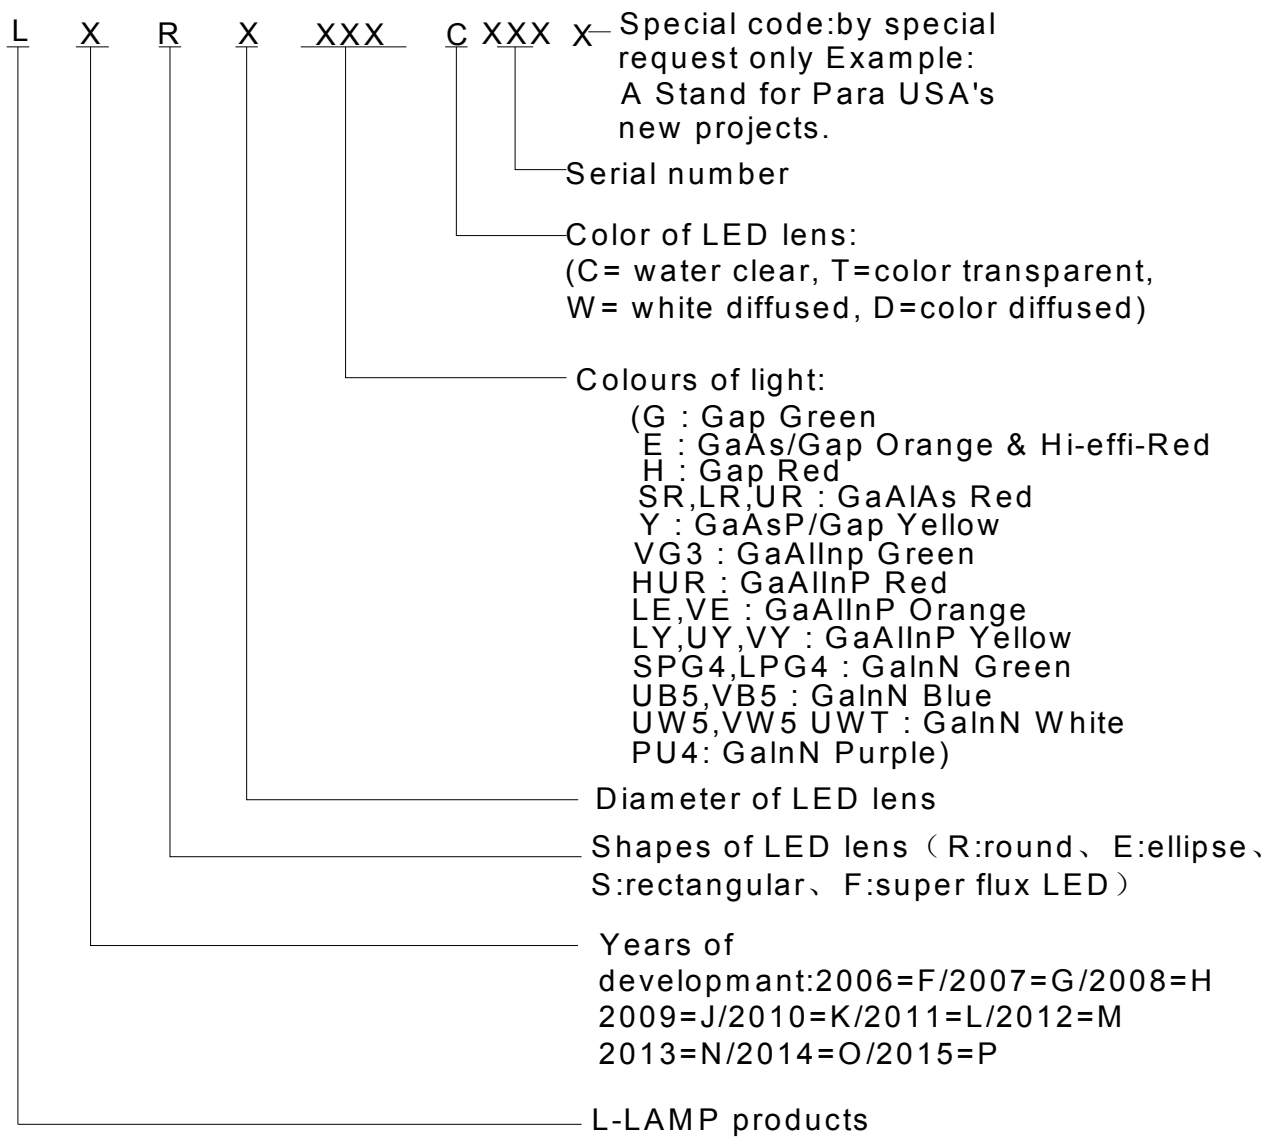 L X R X XXX C XXX X Special code:by special
request only Example:
A Stand for Para USA's
new projects.
Serial number
Color of LED lens:
(C= water clear, T=color transparent,
W= white diffused, D=color diffused)
Colours of light:
(G : Gap Green
E : GaAs/Gap Orange & Hi-effi-Red
H : Gap Red
SR,LR,UR : GaAlAs Red
Y : GaAsP/Gap Yellow
VG3 : GaAllnp Green
HUR : GaAllnP Red
LE,VE : GaAllnP Orange
LY,UY,VY : GaAllnP Yellow
SPG4,LPG4 : GaInN Green
UB5,VB5 : GaInN Blue
UW5,VW5 UWT : GaInN White
PU4: GaInN Purple)
Diameter of LED lens
Shapes of LED lens（R:round、E:ellipse、
S:rectangular、F:super flux LED）
Years of
developmant:2006=F/2007=G/2008=H
2009=J/2010=K/2011=L/2012=M
2013=N/2014=O/2015=P
L-LAMP products